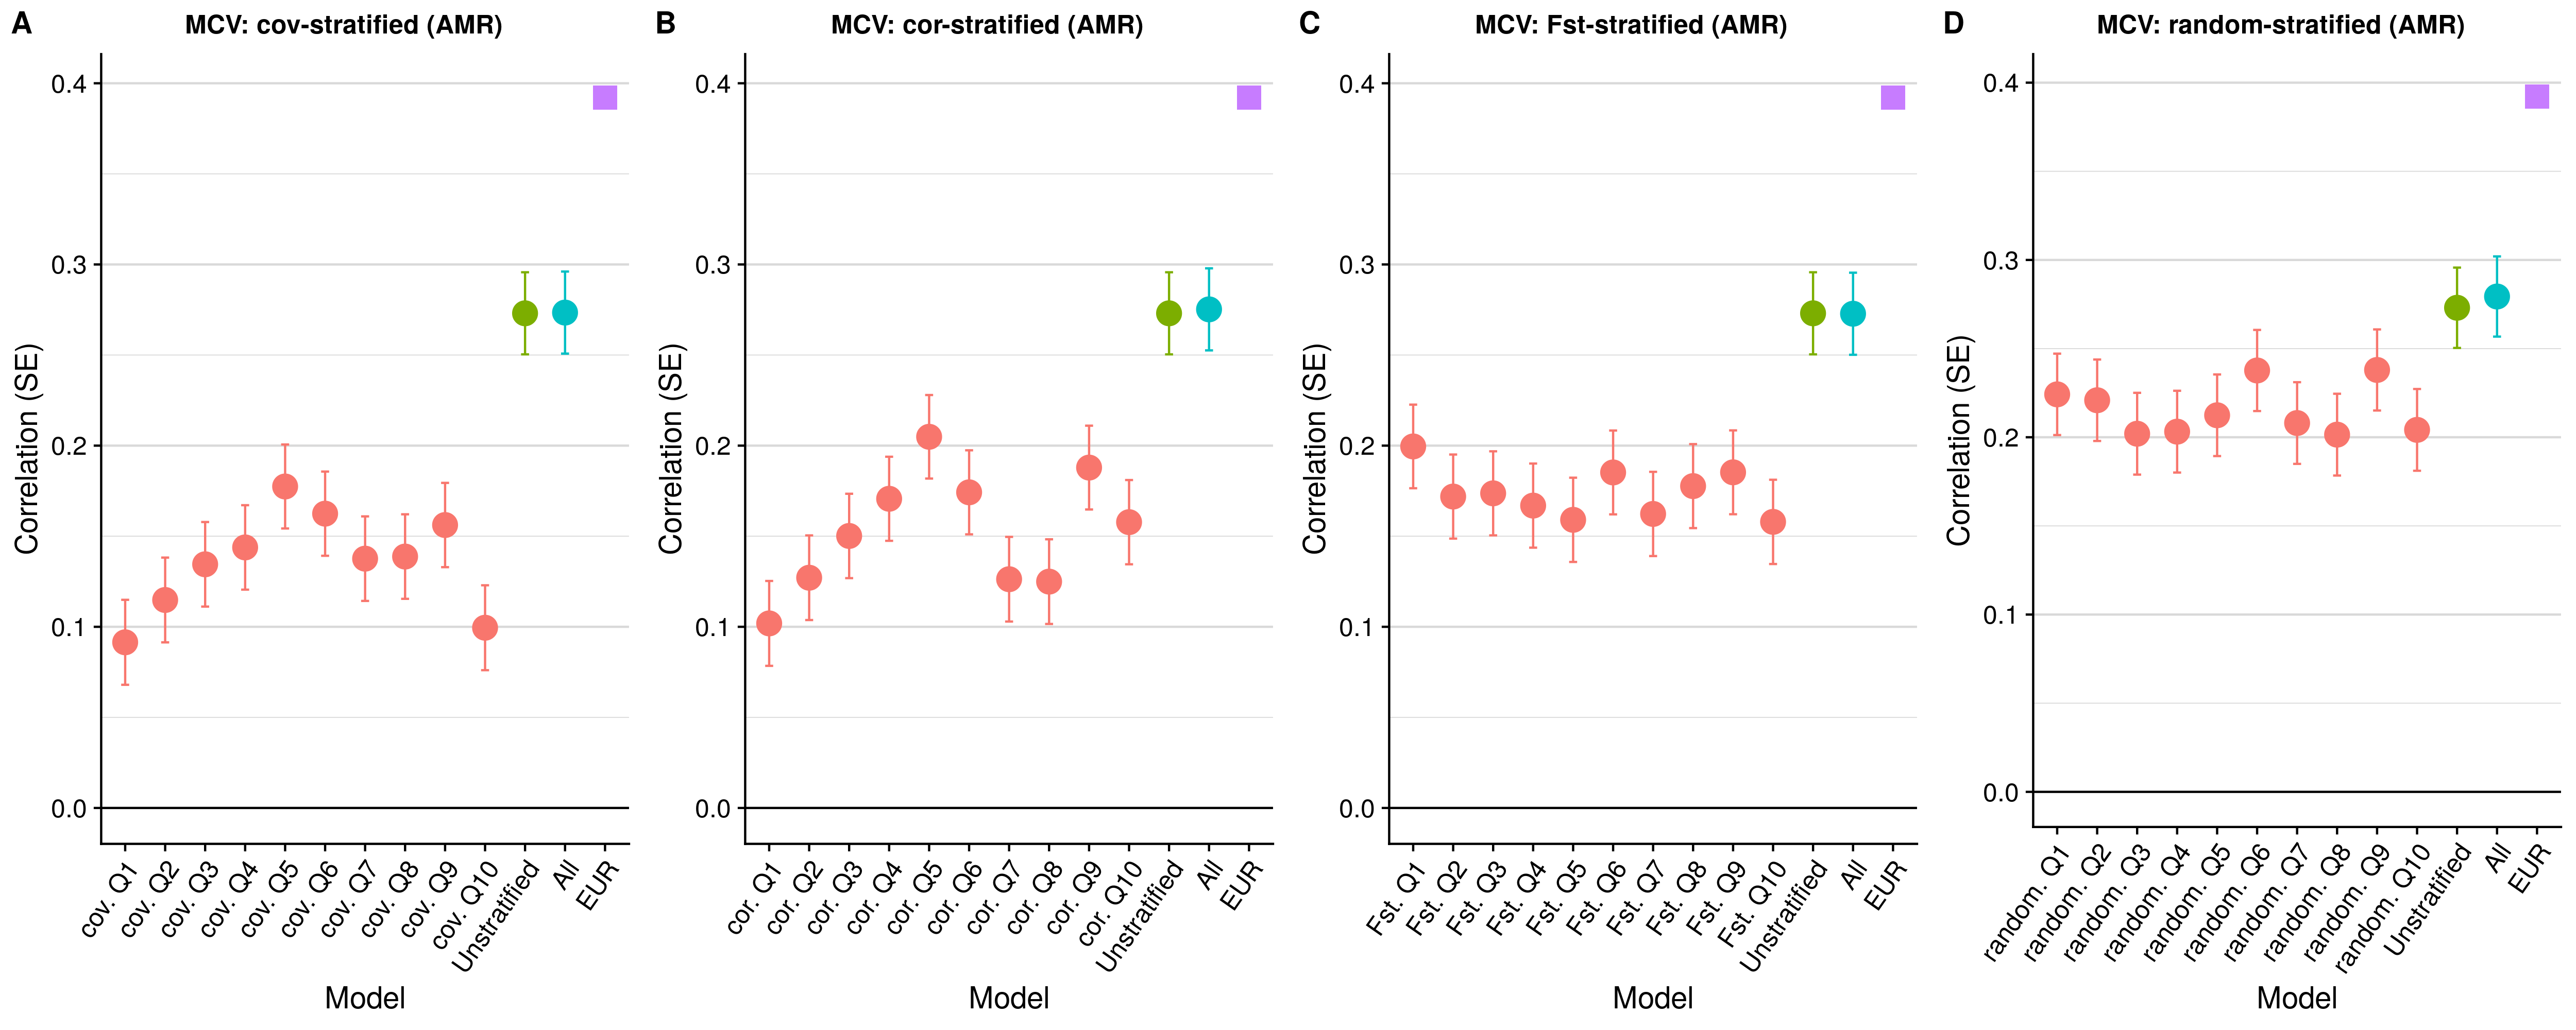 A
MCV: cov-stratified (AMR)
Correlation (SE)
0.4
0.3
0.2
0.1
0.0
cov. Q1
cov. Q2
cov. Q3
cov. Q4
cov. Q5
cov. Q6
cov. Q7
cov. Q8
cov. Q9
cov. Q10
Unstratified
All
EUR
Model
B
MCV: cor-stratified (AMR)
Correlation (SE)
0.4
0.3
0.2
0.1
0.0
cor. Q1
cor. Q2
cor. Q3
cor. Q4
cor. Q5
cor. Q6
cor. Q7
cor. Q8
cor. Q9
cor. Q10
Unstratified
All
EUR
Model
C
MCV: Fst-stratified (AMR)
Correlation (SE)
0.4
0.3
0.2
0.1
0.0
Fst. Q1
Fst. Q2
Fst. Q3
Fst. Q4
Fst. Q5
Fst. Q6
Fst. Q7
Fst. Q8
Fst. Q9
Fst. Q10
Unstratified
All
EUR
Model
D
MCV: random-stratified (AMR)
Correlation (SE)
0.4
0.3
0.2
0.1
0.0
random. Q1
random. Q2
random. Q3
random. Q4
random. Q5
random. Q6
random. Q7
random. Q8
random. Q9
random. Q10
Unstratified
All
EUR
Model